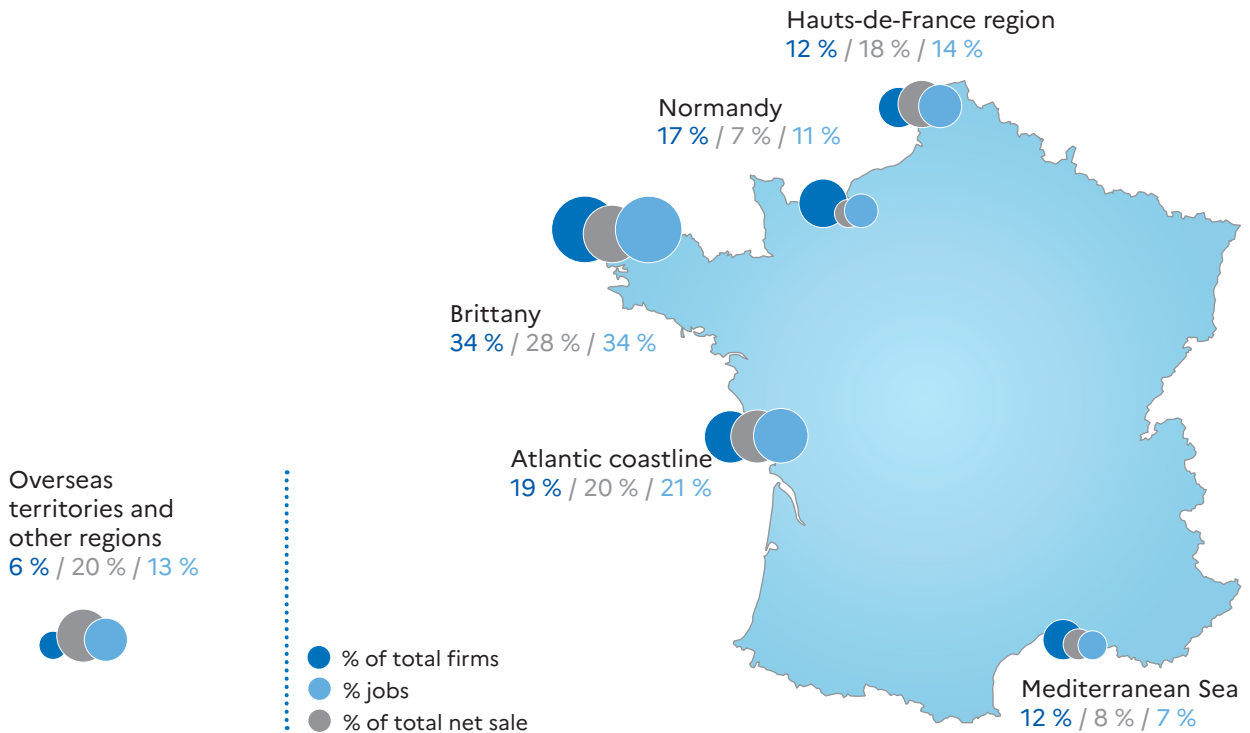 Hauts-de-France region
12 % / 18 % / 14 %
Normandy
17 % / 7 % / 11 %
Brittany
34 % / 28 % / 34 %
Atlantic coastline
19 % / 20 % / 21 %
Overseas
territories and
other regions
6 % / 20 % / 13 %
% of total firms
% jobs
% of total net sale
Mediterranean Sea
12 % / 8 % / 7 %